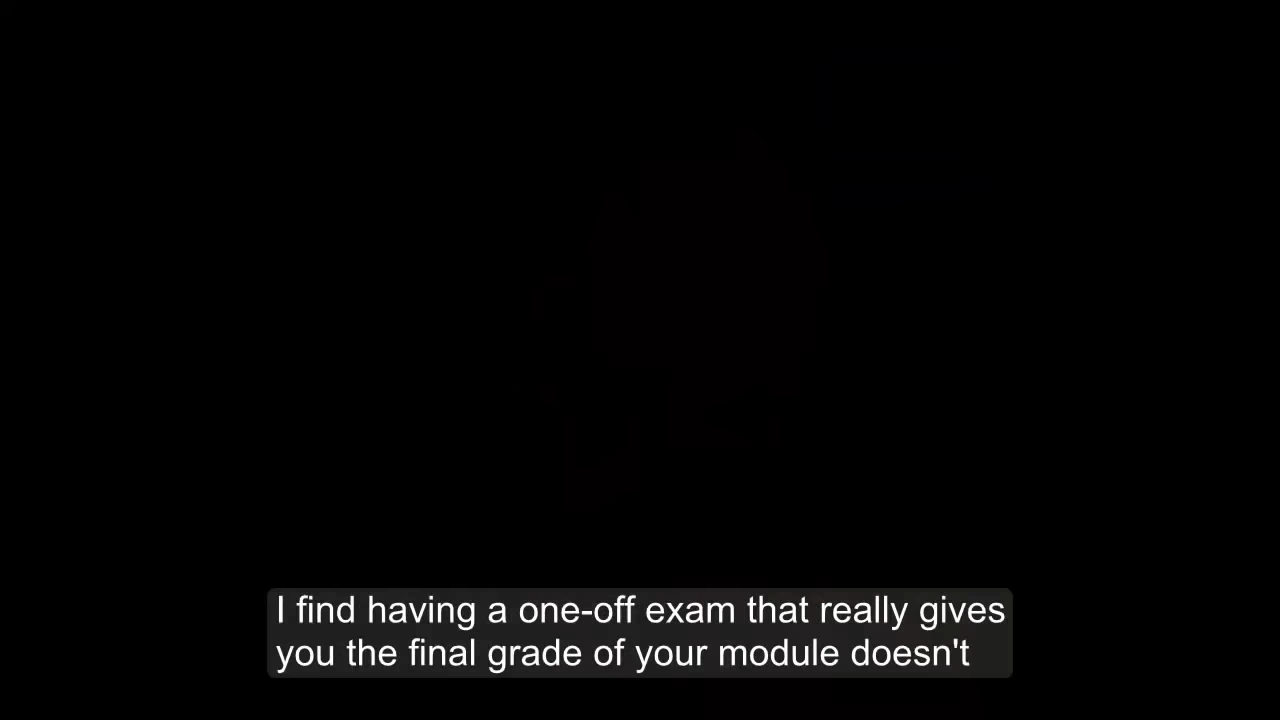 I find having a one-off exam that really gives
you the final grade of your module doesn't